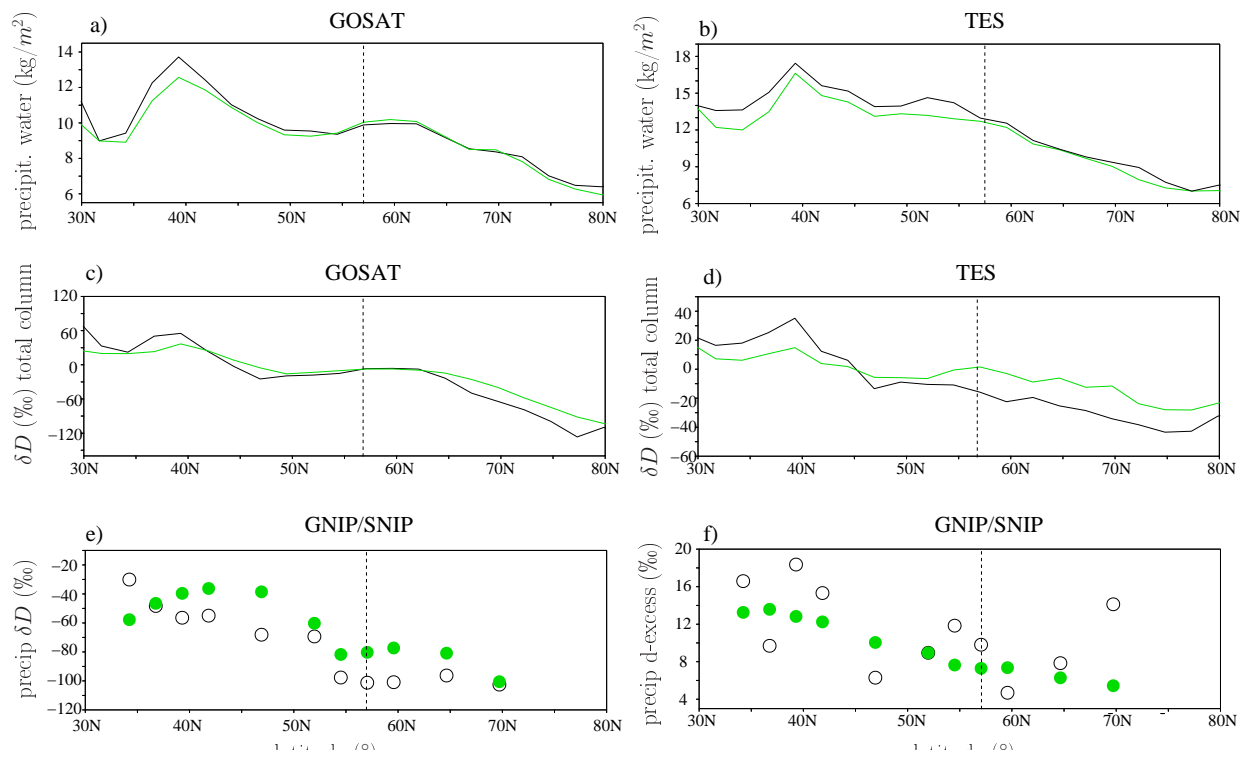 a) GOSAT
precipit. water (kg/m²)
14
12
10
8
6
30N 40N 50N 60N 70N 80N
b) TES
precipit. water (kg/m²)
18
15
12
9
6
30N 40N 50N 60N 70N 80N
c) GOSAT
δD (‰) total column
120
60
0
−60
−120
30N 40N 50N 60N 70N 80N
d) TES
δD (‰) total column
40
20
0
−20
−40
−60
30N 40N 50N 60N 70N 80N
e) GNIP/SNIP
precip δD (‰)
−20
−40
−60
−80
−100
−120
30N 40N 50N 60N 70N 80N
f) GNIP/SNIP
precip d-excess (‰)
20
16
12
8
4
30N 40N 50N 60N 70N 80N